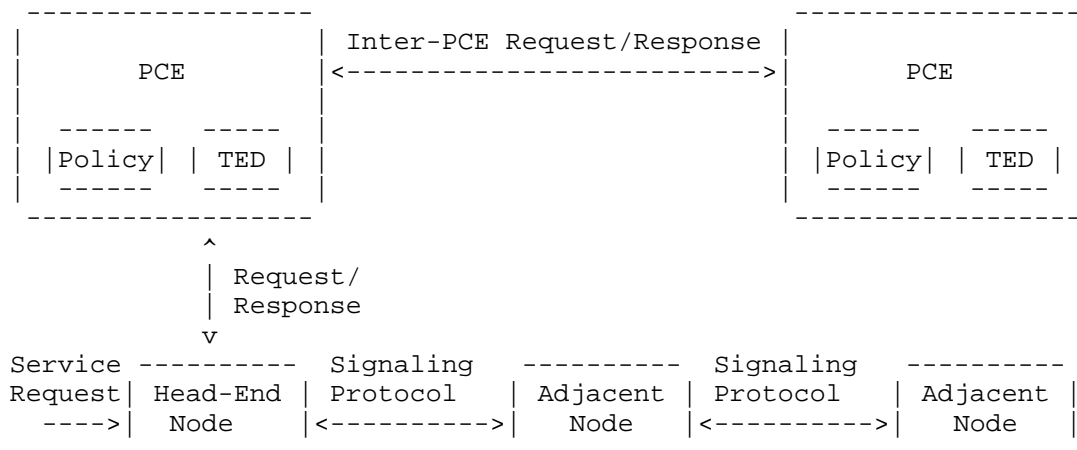 Inter-PCE Request/Response
PCE <--------------------------> PCE
|Policy| | TED | |Policy| | TED |
Request/
Response
v
Service Signaling Signaling
Request| Head-End | Protocol | Adjacent | Protocol | Adjacent |
---->| Node |<---------->| Node |<---------->| Node |